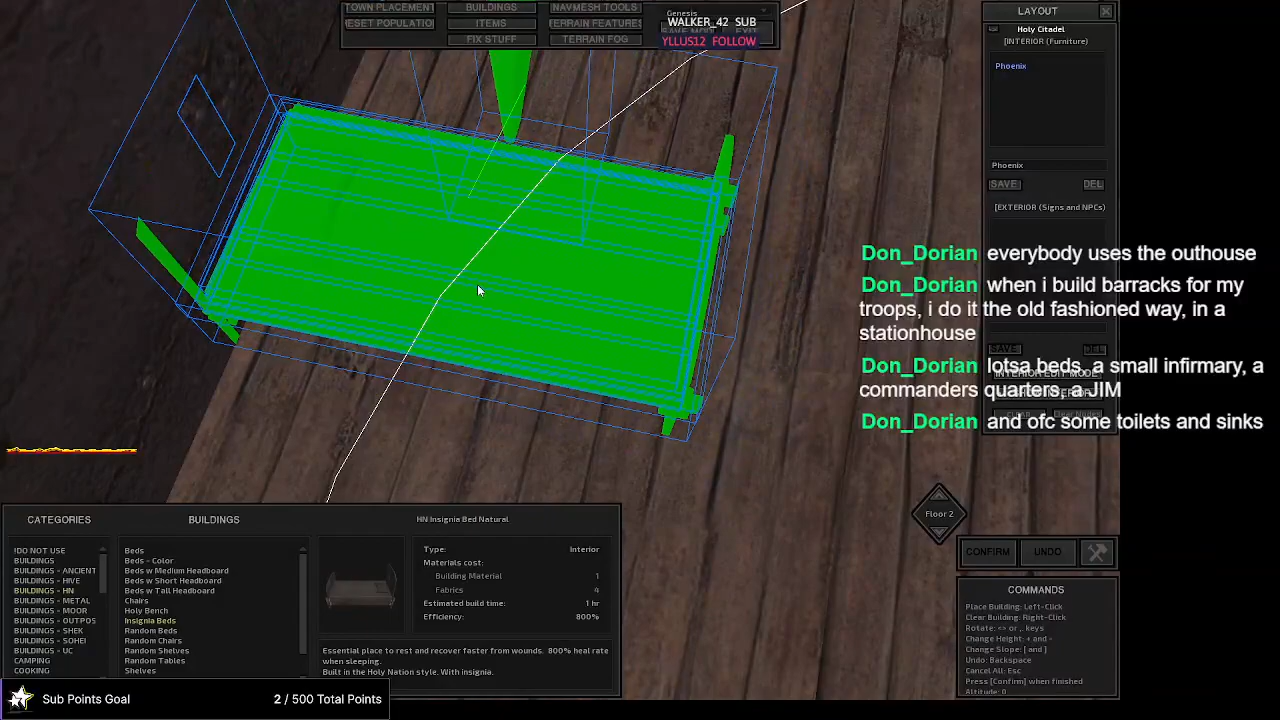 TOWN PLACEMENT
RESET POPULATIO
BUILDINGS
ITEMS
FIX STUFF
NAVMESH TOOLS
TERRAIN FEATURES
TERRAIN FOG
Genesis
WALKER_42 SUB
YLLUS12 FOLLOW
LAYOUT
Holy Citadel
[INTERIOR (Furniture)
Phoenix
Phoenix
SAVE
DEL
[EXTERIOR (Signs and NPCs)
Don_Dorian everybody uses the outhouse
Don_Dorian when i build barracks for my
troops, i do it the old fashioned way, in a
stationhouse
SAVE
DEL
Don_Dorian lotsa beds, a small infirmary, a
INTERIOR EDIT MODE
commanders quarters, a JIM
CLEAR
Clear Nodes
Don_Dorian and ofc some toilets and sinks
Floor 2
CONFIRM
UNDO
CATEGORIES
!DO NOT USE
BUILDINGS
BUILDINGS - ANCIENT
BUILDINGS - HIVE
BUILDINGS - HN
BUILDINGS - METAL
BUILDINGS - MOOR
BUILDINGS - OUTPOS
BUILDINGS - SHEK
BUILDINGS - SOHEI
BUILDINGS - UC
CAMPING
COOKING
BUILDINGS
Beds
Beds - Color
Beds w Medium Headboard
Beds w Short Headboard
Beds w Tall Headboard
Chairs
Holy Bench
Insignia Beds
Random Beds
Random Chairs
Random Shelves
Random Tables
Shelves
HN Insignia Bed Natural
Type: Interior
Materials cost:
Building Material 1
Fabrics 4
Estimated build time: 1 hr
Efficiency: 800%
Essential place to rest and recover faster from wounds. 800% heal rate
when sleeping.
Built in the Holy Nation style. With insignia.
COMMANDS
Place Building: Left-Click
Clear Building: Right-Click
Rotate: <> or ,. keys
Change Height: + and -
Change Slope: [ and ]
Undo: Backspace
Cancel All: Esc
Press [Confirm] when finished
Altitude: 0
Sub Points Goal
2 / 500 Total Points